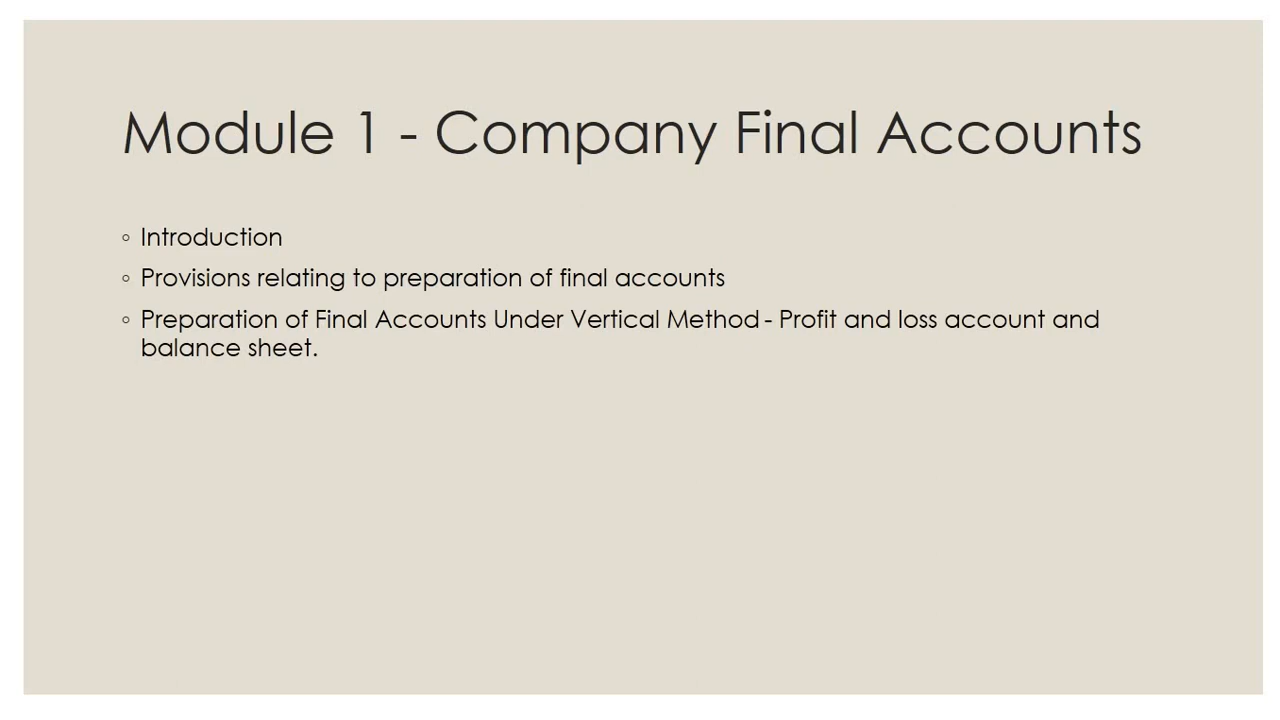 Module 1 - Company Final Accounts
◦ Introduction
◦ Provisions relating to preparation of final accounts
◦ Preparation of Final Accounts Under Vertical Method - Profit and loss account and
balance sheet.